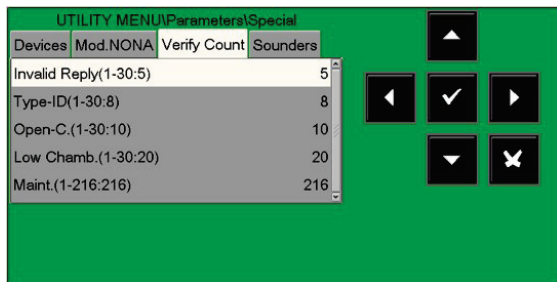 UTILITY MENU\Parameters\Special
Devices Mod.NONA Verify Count Sounders
Invalid Reply(1-30:5) 5
Type-ID(1-30:8) 8
Open-C.(1-30:10) 10
Low Chamb.(1-30:20) 20
Maint.(1-216:216) 216